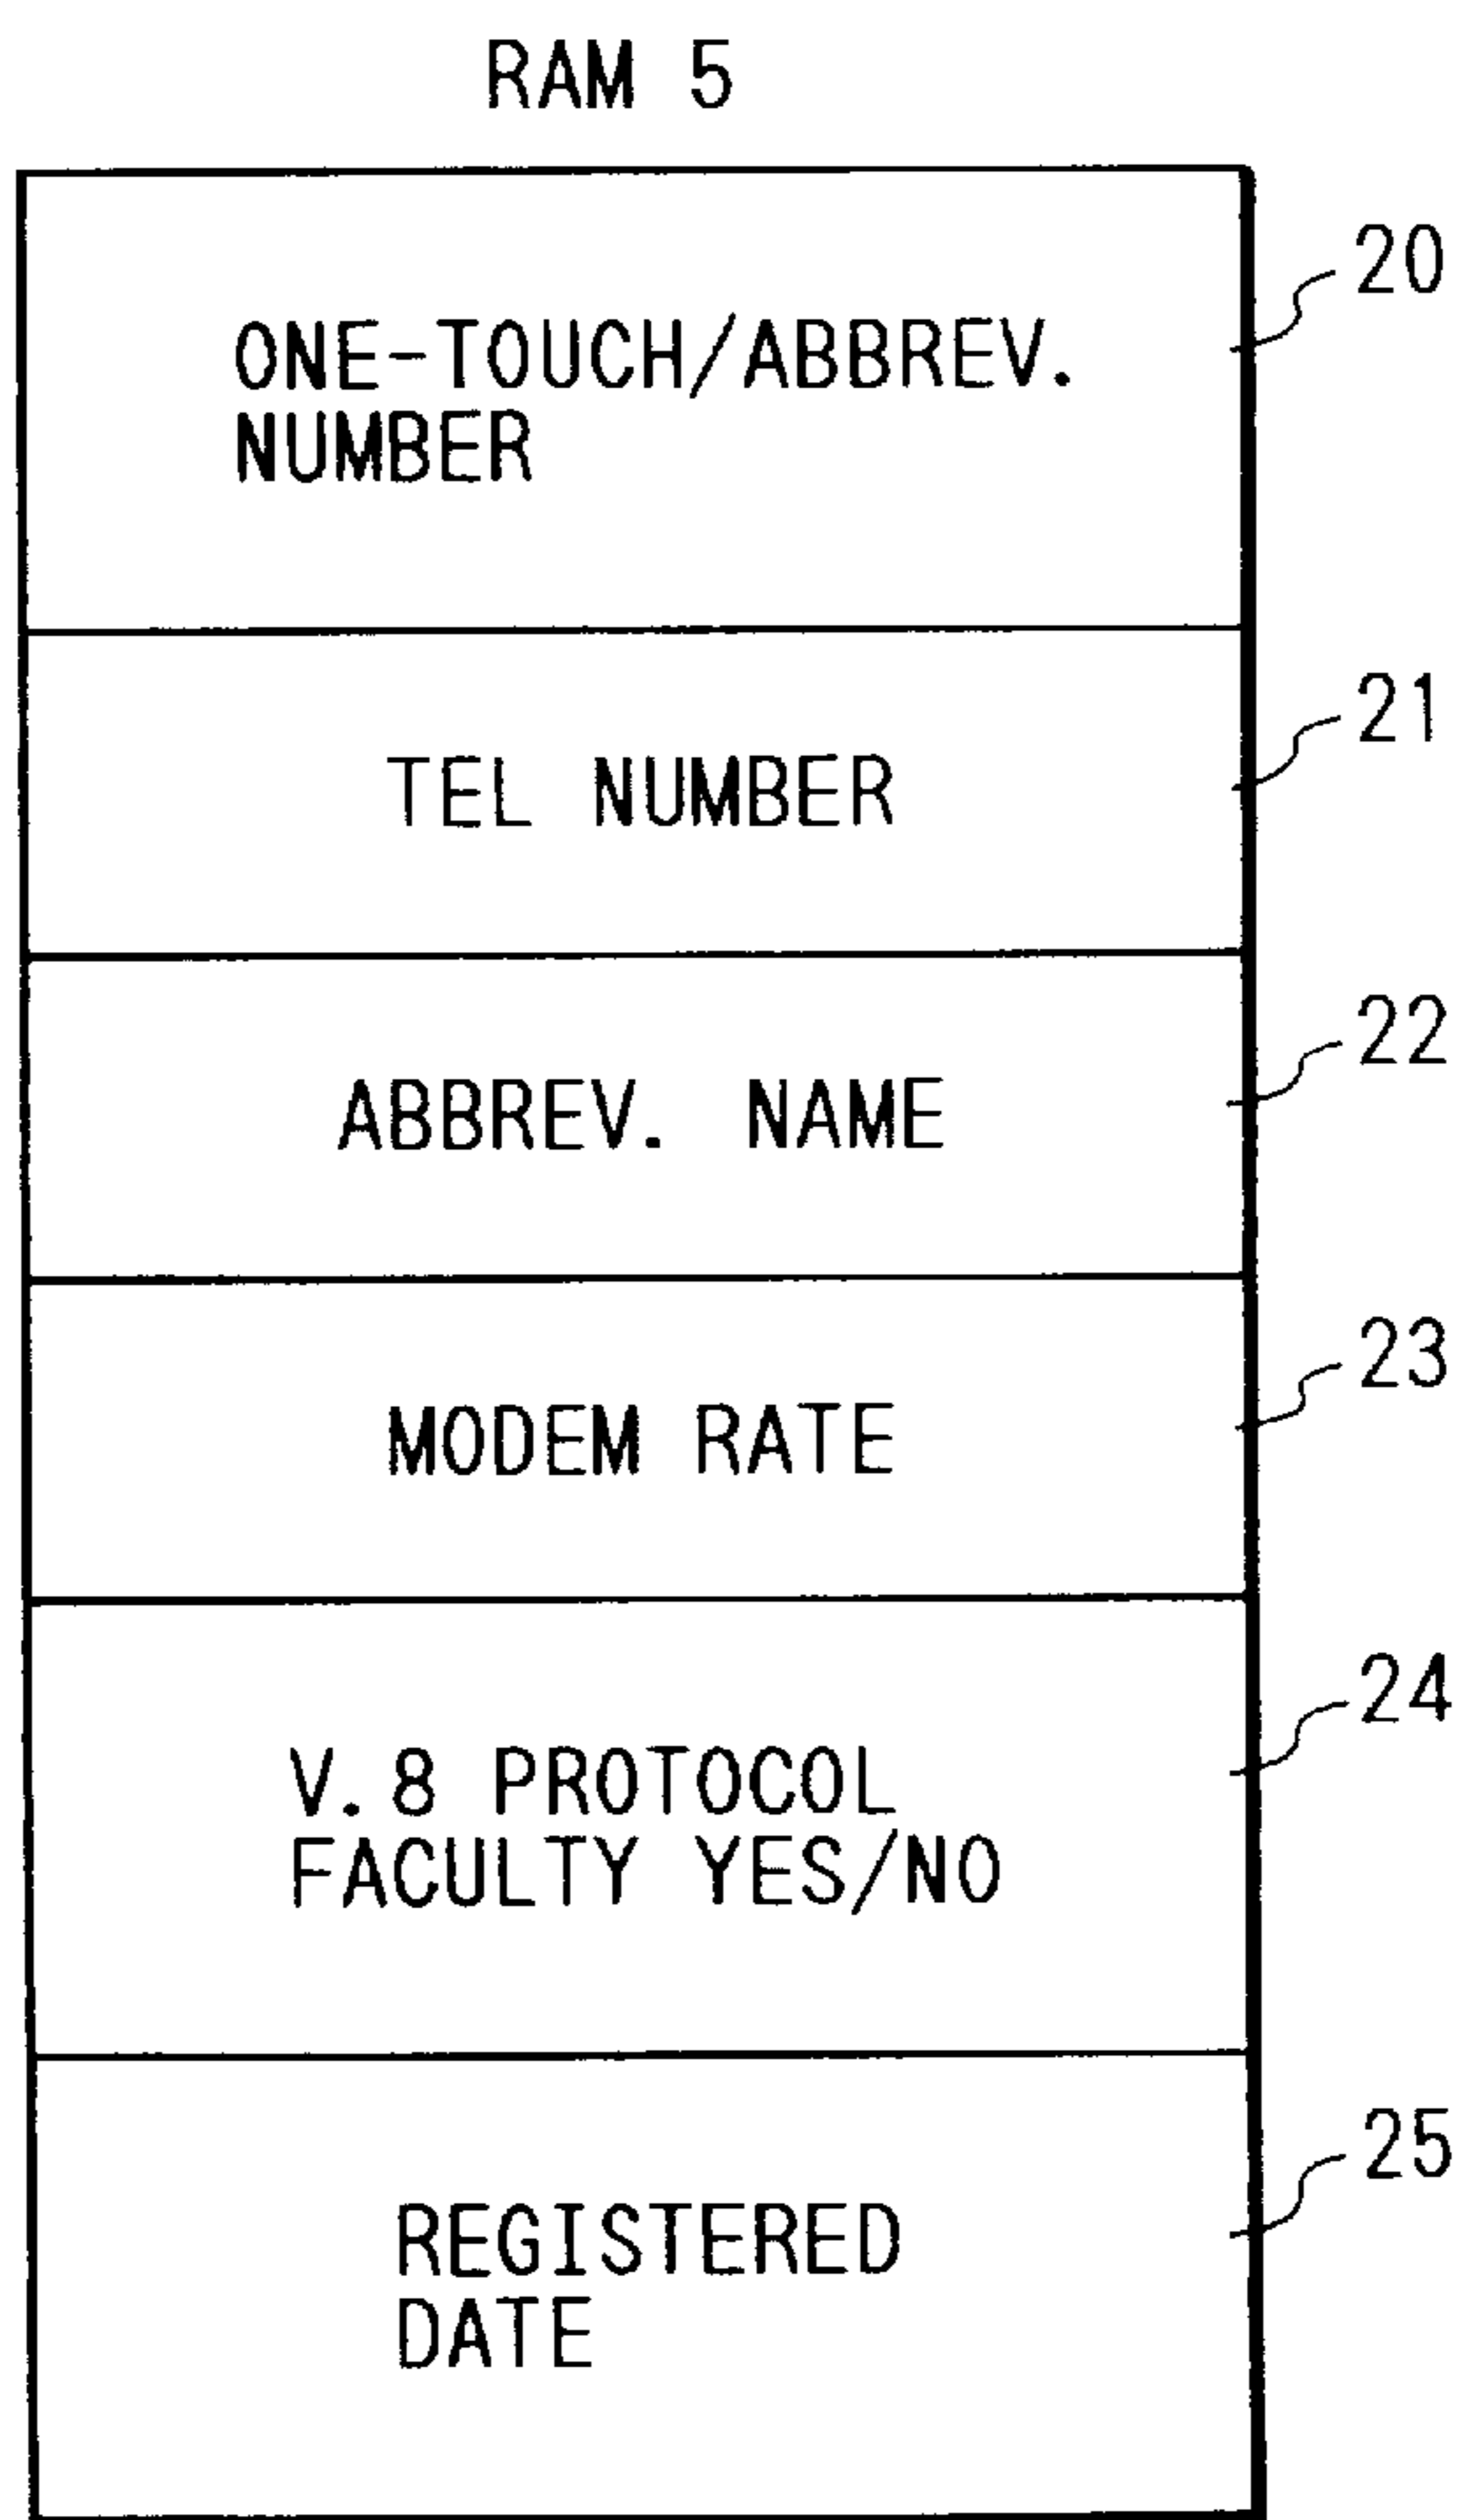 RAM 5
20
ONE-TOUCH/ABBREV.
NUMBER
21
TEL NUMBER
22
ABBREV. NAME
23
MODEM RATE
24
V.8 PROTOCOL
FACULTY YES/NO
25
REGISTERED
DATE